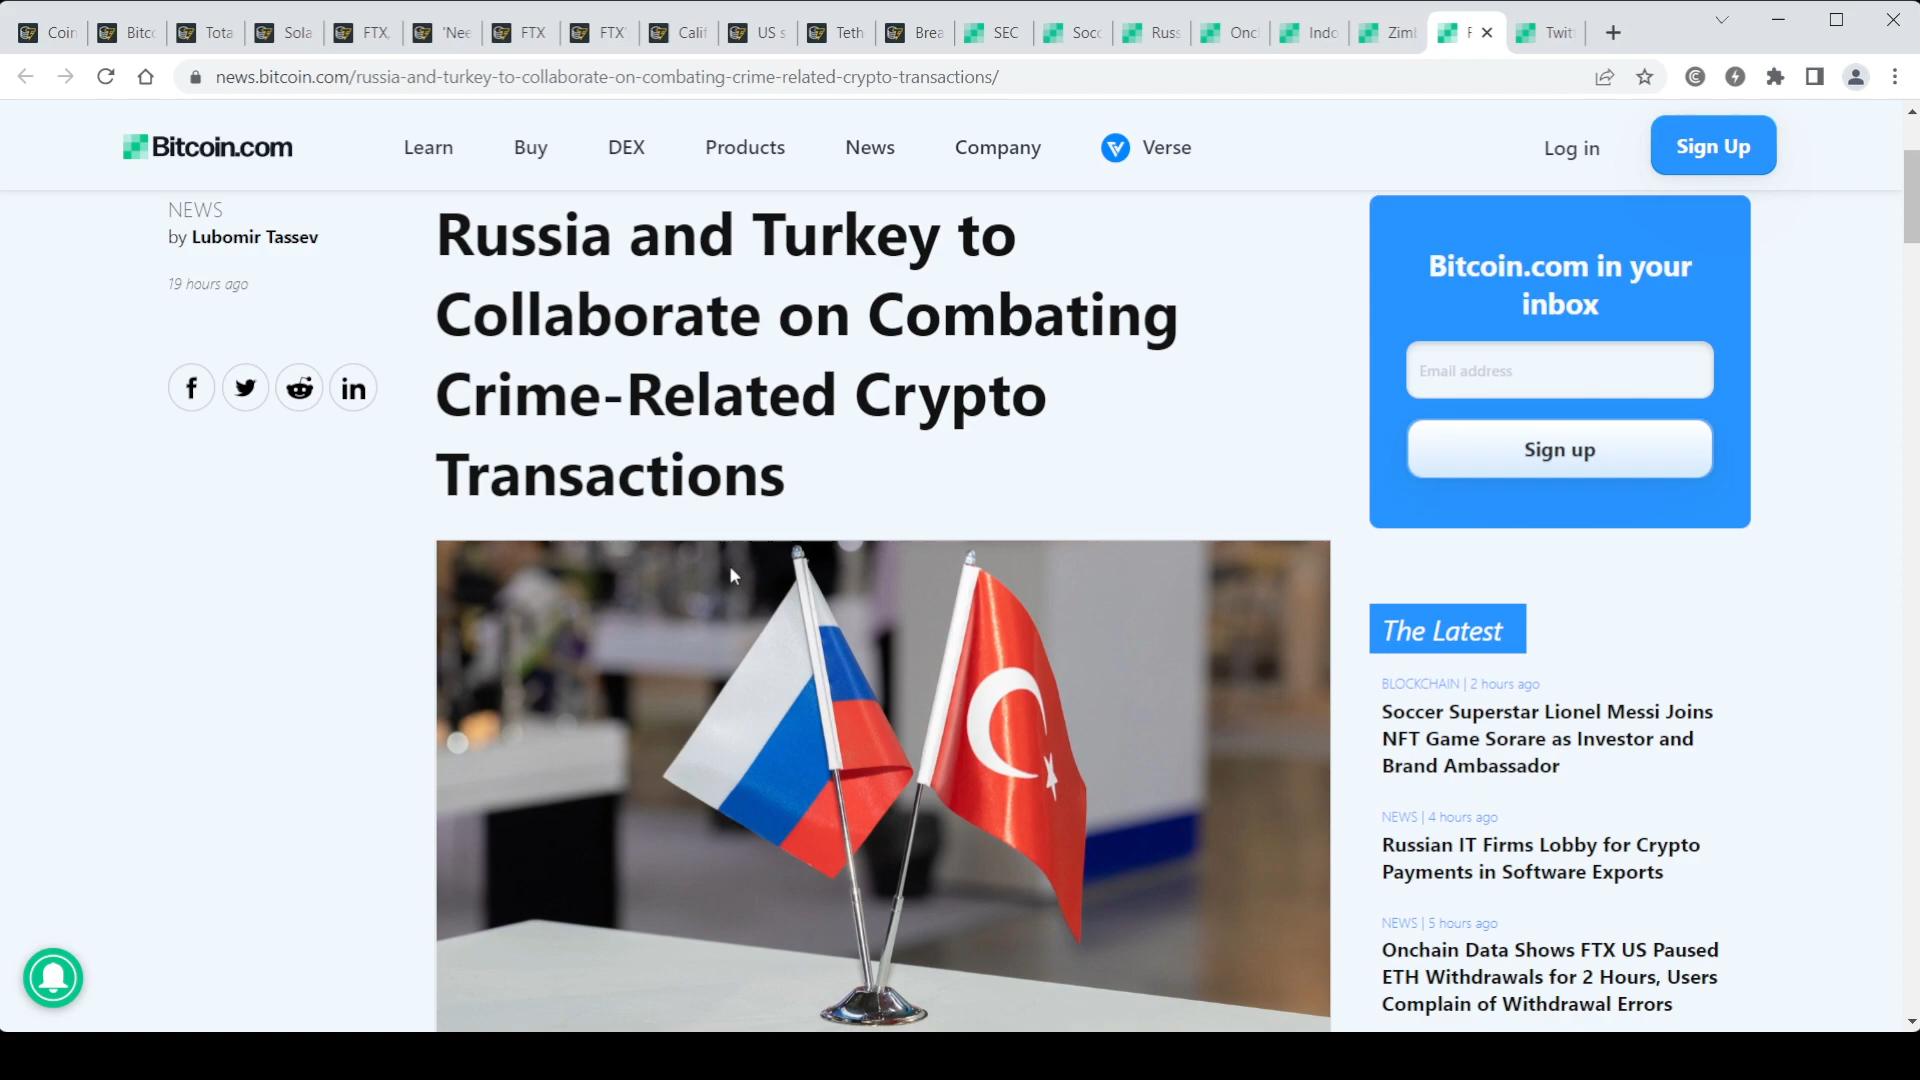 Coin
Bitc
Tota
Sola
FTX,
'Nee
FTX
FTX'
Calif
US s
Teth
Brea
SEC
Socc
Russ
Onc
Indo
Zimb
Twit
news.bitcoin.com/russia-and-turkey-to-collaborate-on-combating-crime-related-crypto-transactions/
Bitcoin.com
Learn
Buy
DEX
Products
News
Company
Verse
Log in
Sign Up
NEWS
by Lubomir Tassev
19 hours ago
Russia and Turkey to
Collaborate on Combating
Crime-Related Crypto
Transactions
Bitcoin.com in your
inbox
Email address
Sign up
The Latest
BLOCKCHAIN | 2 hours ago
Soccer Superstar Lionel Messi Joins
NFT Game Sorare as Investor and
Brand Ambassador
NEWS | 4 hours ago
Russian IT Firms Lobby for Crypto
Payments in Software Exports
NEWS | 5 hours ago
Onchain Data Shows FTX US Paused
ETH Withdrawals for 2 Hours, Users
Complain of Withdrawal Errors